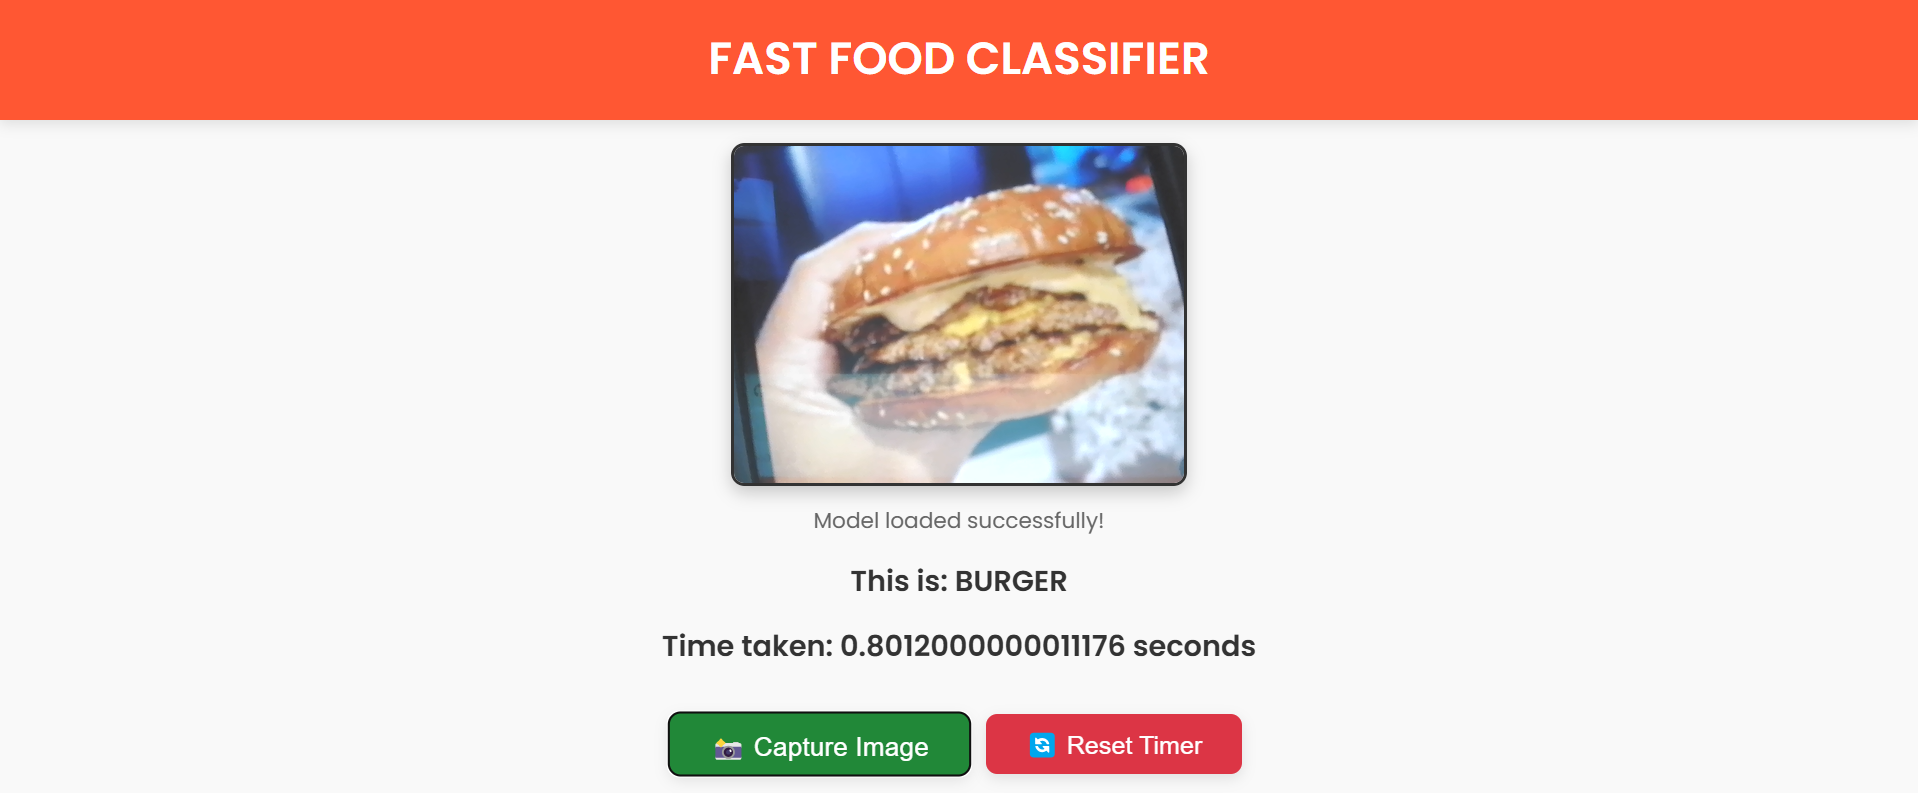 FAST FOOD CLASSIFIER
Model loaded successfully!
This is: BURGER
Time taken: 0.8012000000011176 seconds
Capture Image
Reset Timer